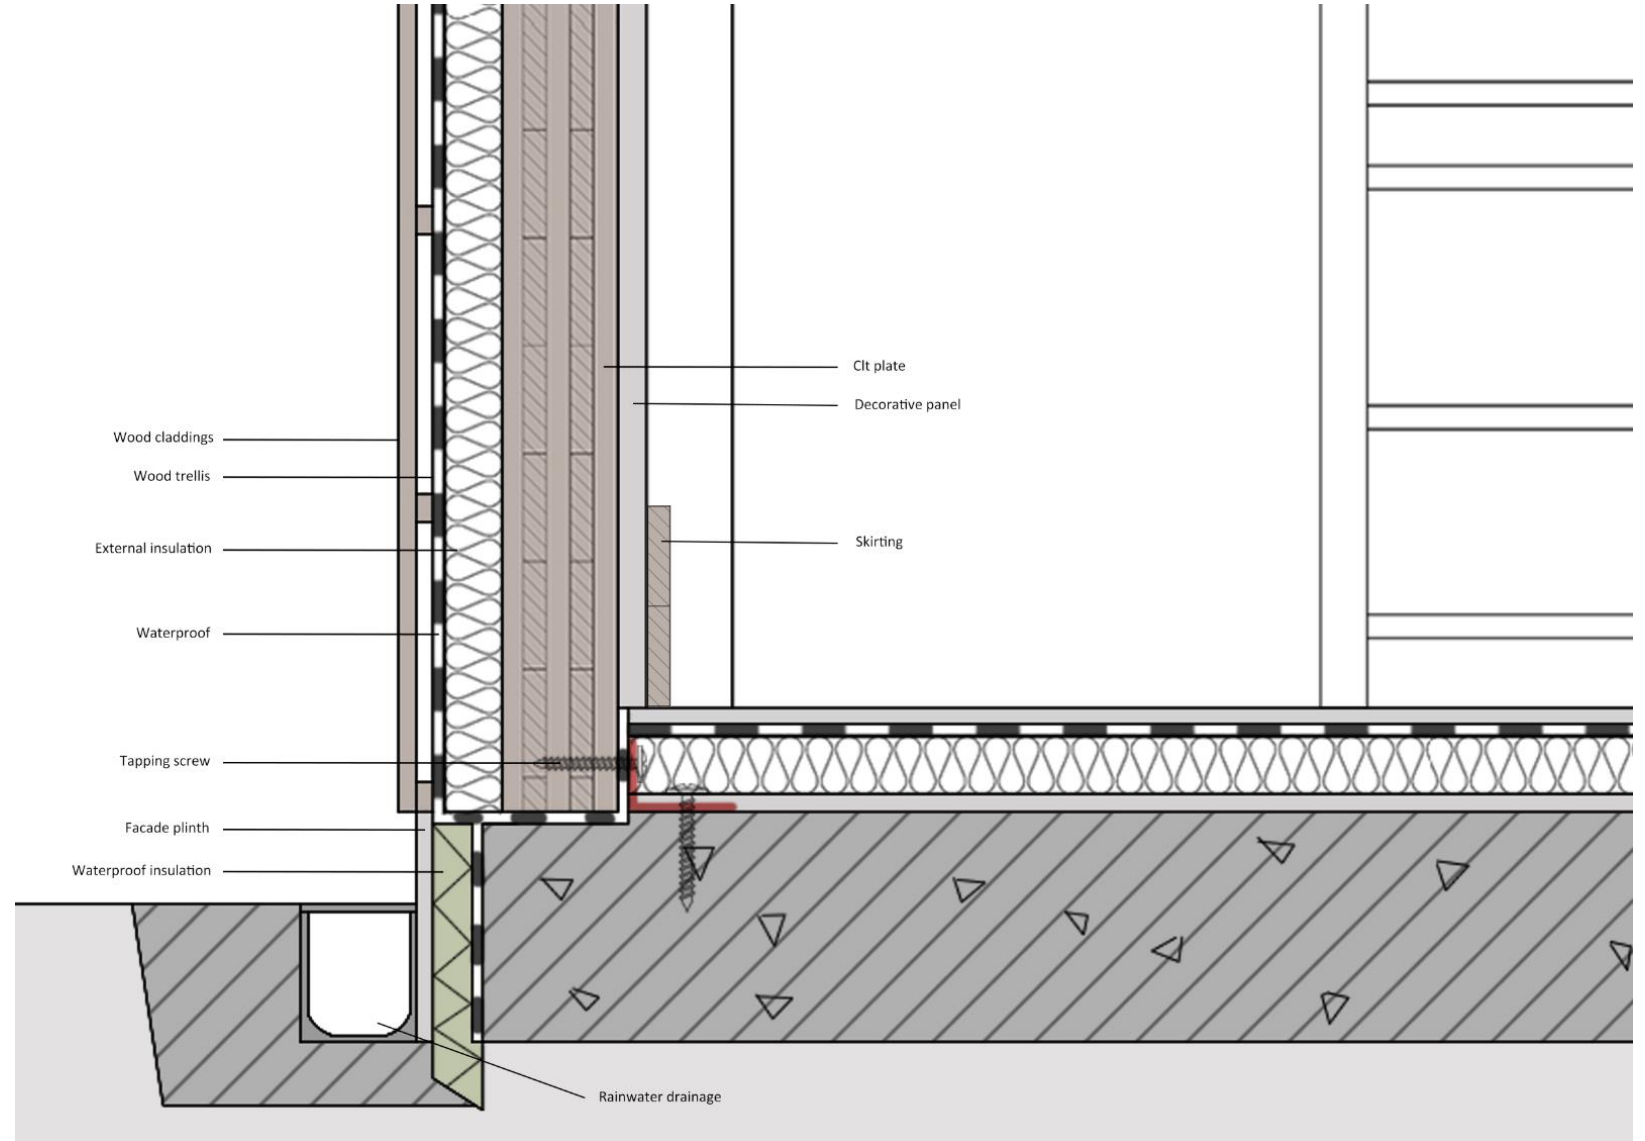 Clt plate
Decorative panel
Wood claddings
Wood trellis
Skirting
External insulation
Waterproof
Tapping screw
Facade plinth
Waterproof insulation
Rainwater drainage